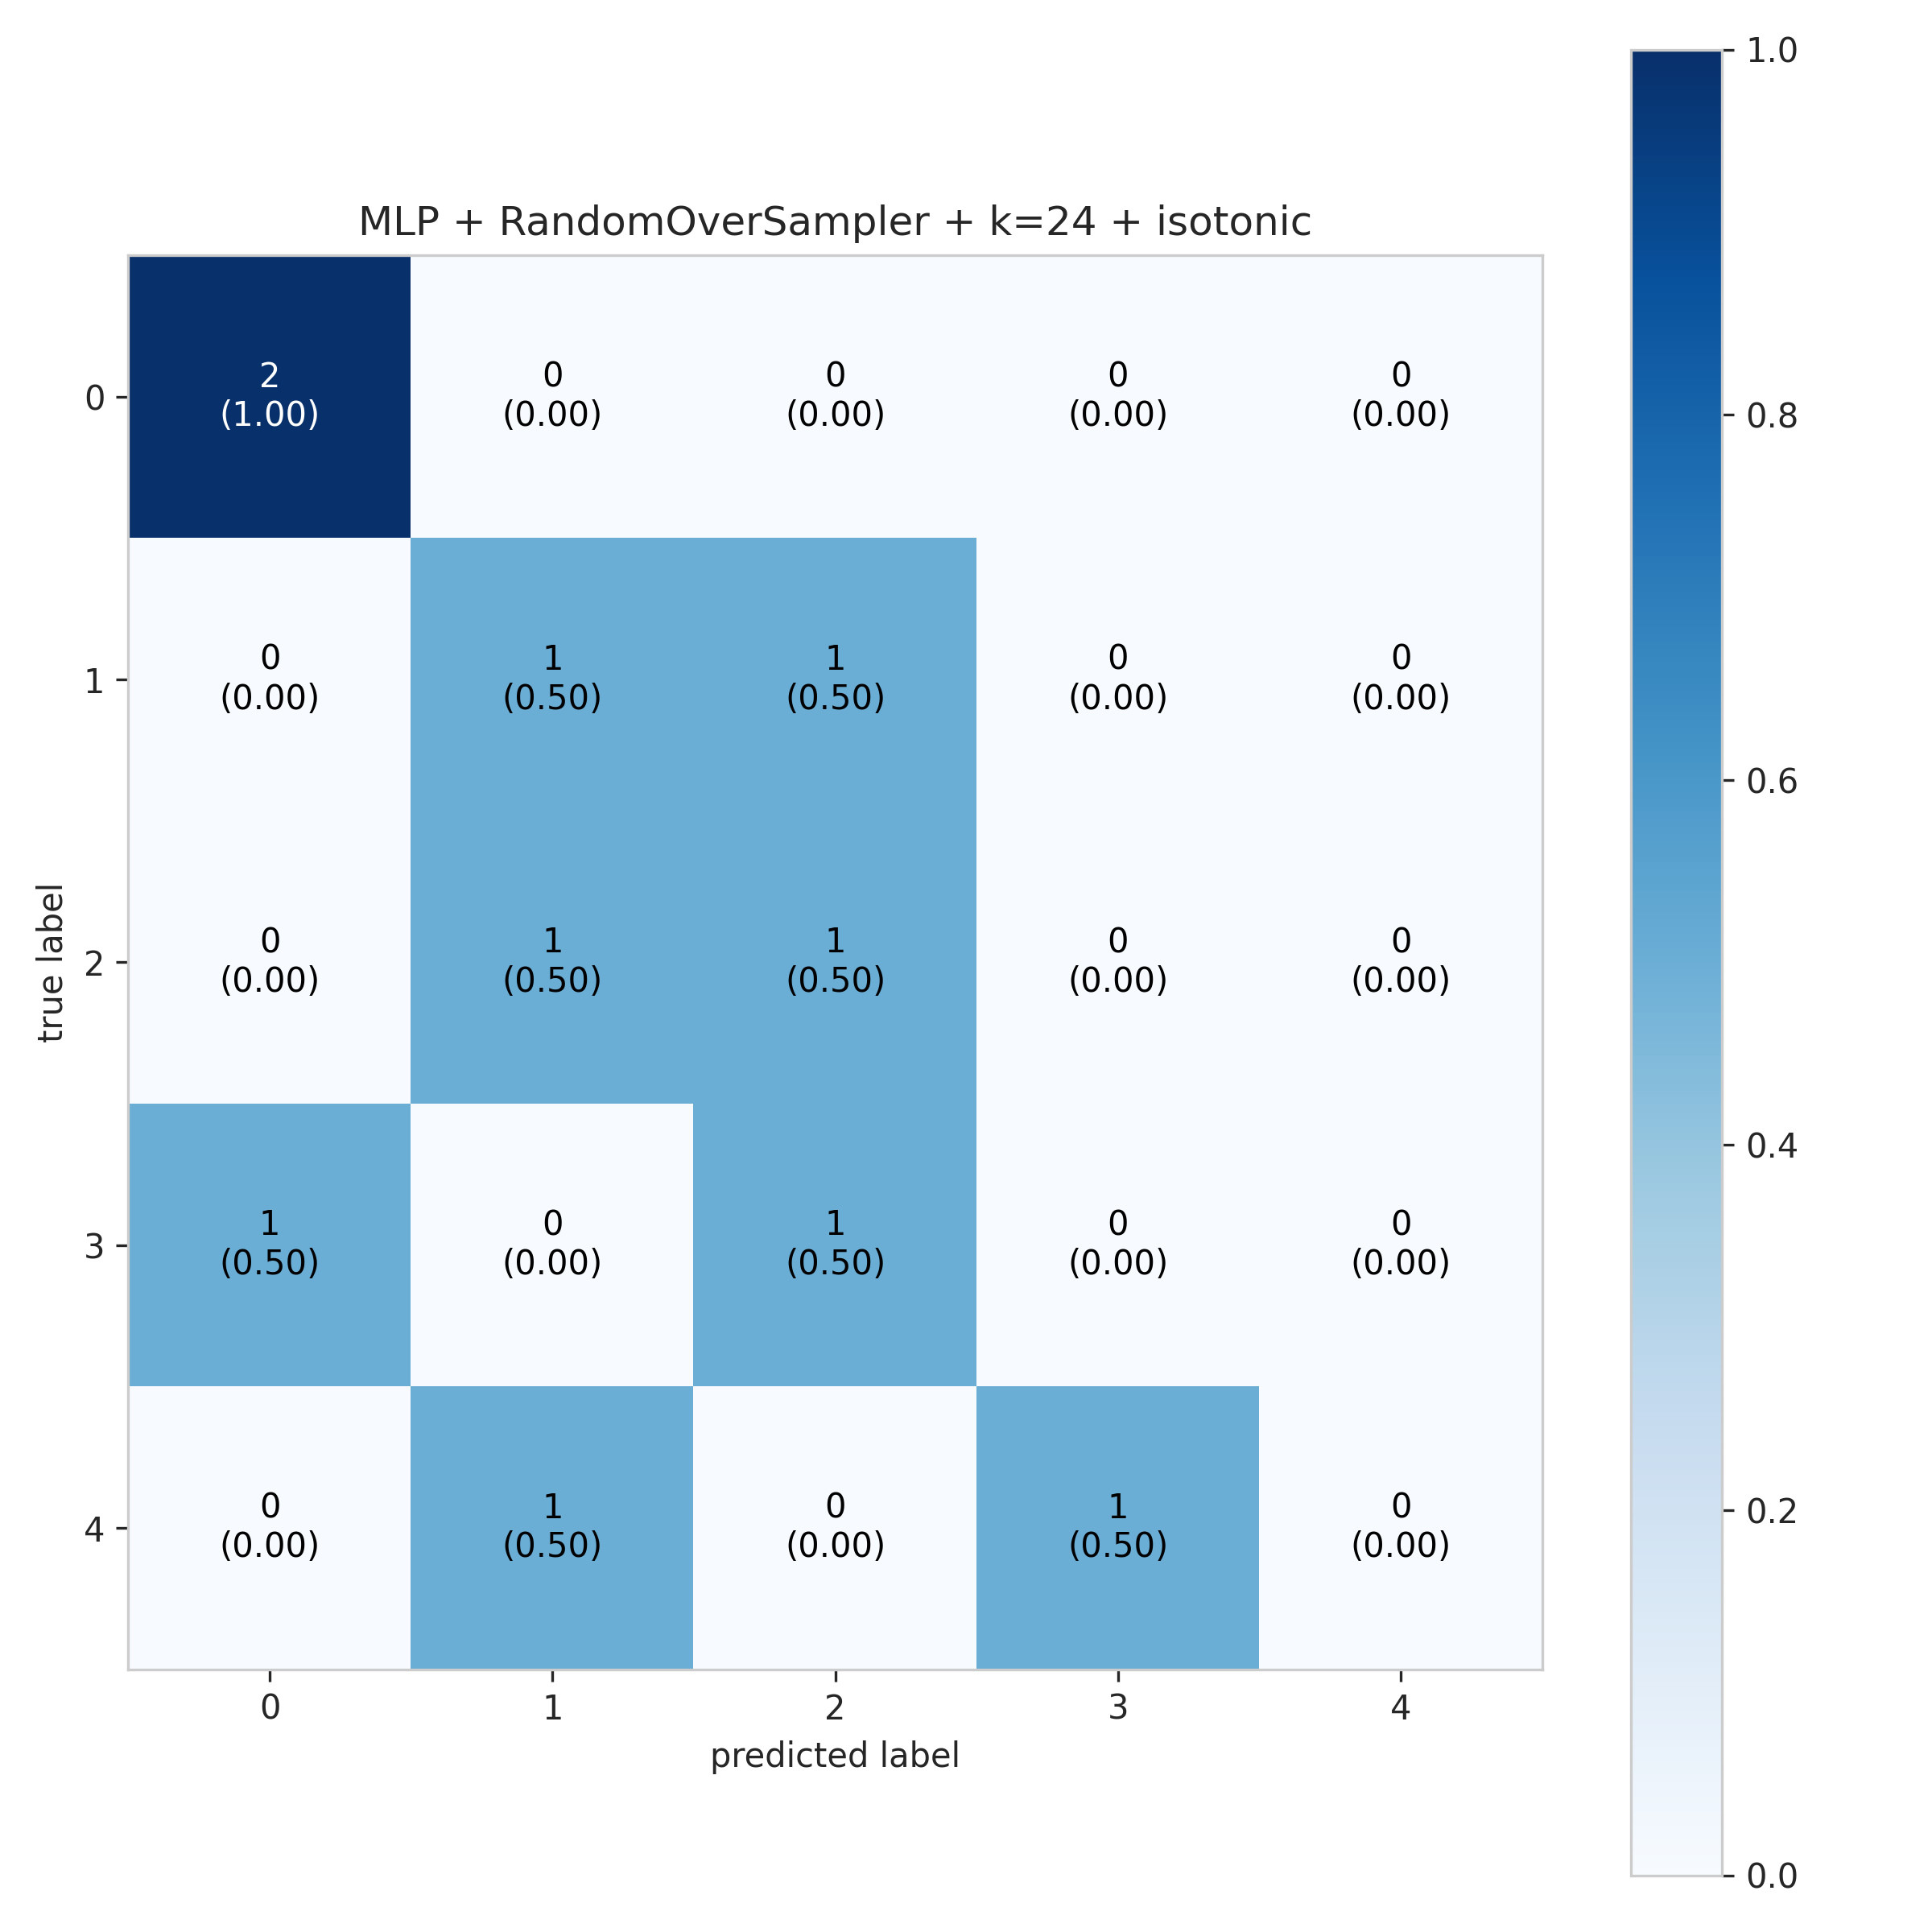 MLP + RandomOverSampler + k=24 + isotonic
1.0
0.8
0.6
0.4
0.2
0.0
true label
0
1
2
3
4
2 0 0 0 0
(1.00) (0.00) (0.00) (0.00) (0.00)
0 1 1 0 0
(0.00) (0.50) (0.50) (0.00) (0.00)
0 1 1 0 0
(0.00) (0.50) (0.50) (0.00) (0.00)
1 0 1 0 0
(0.50) (0.00) (0.50) (0.00) (0.00)
0 1 0 1 0
(0.00) (0.50) (0.00) (0.50) (0.00)
0 1 2 3 4
predicted label